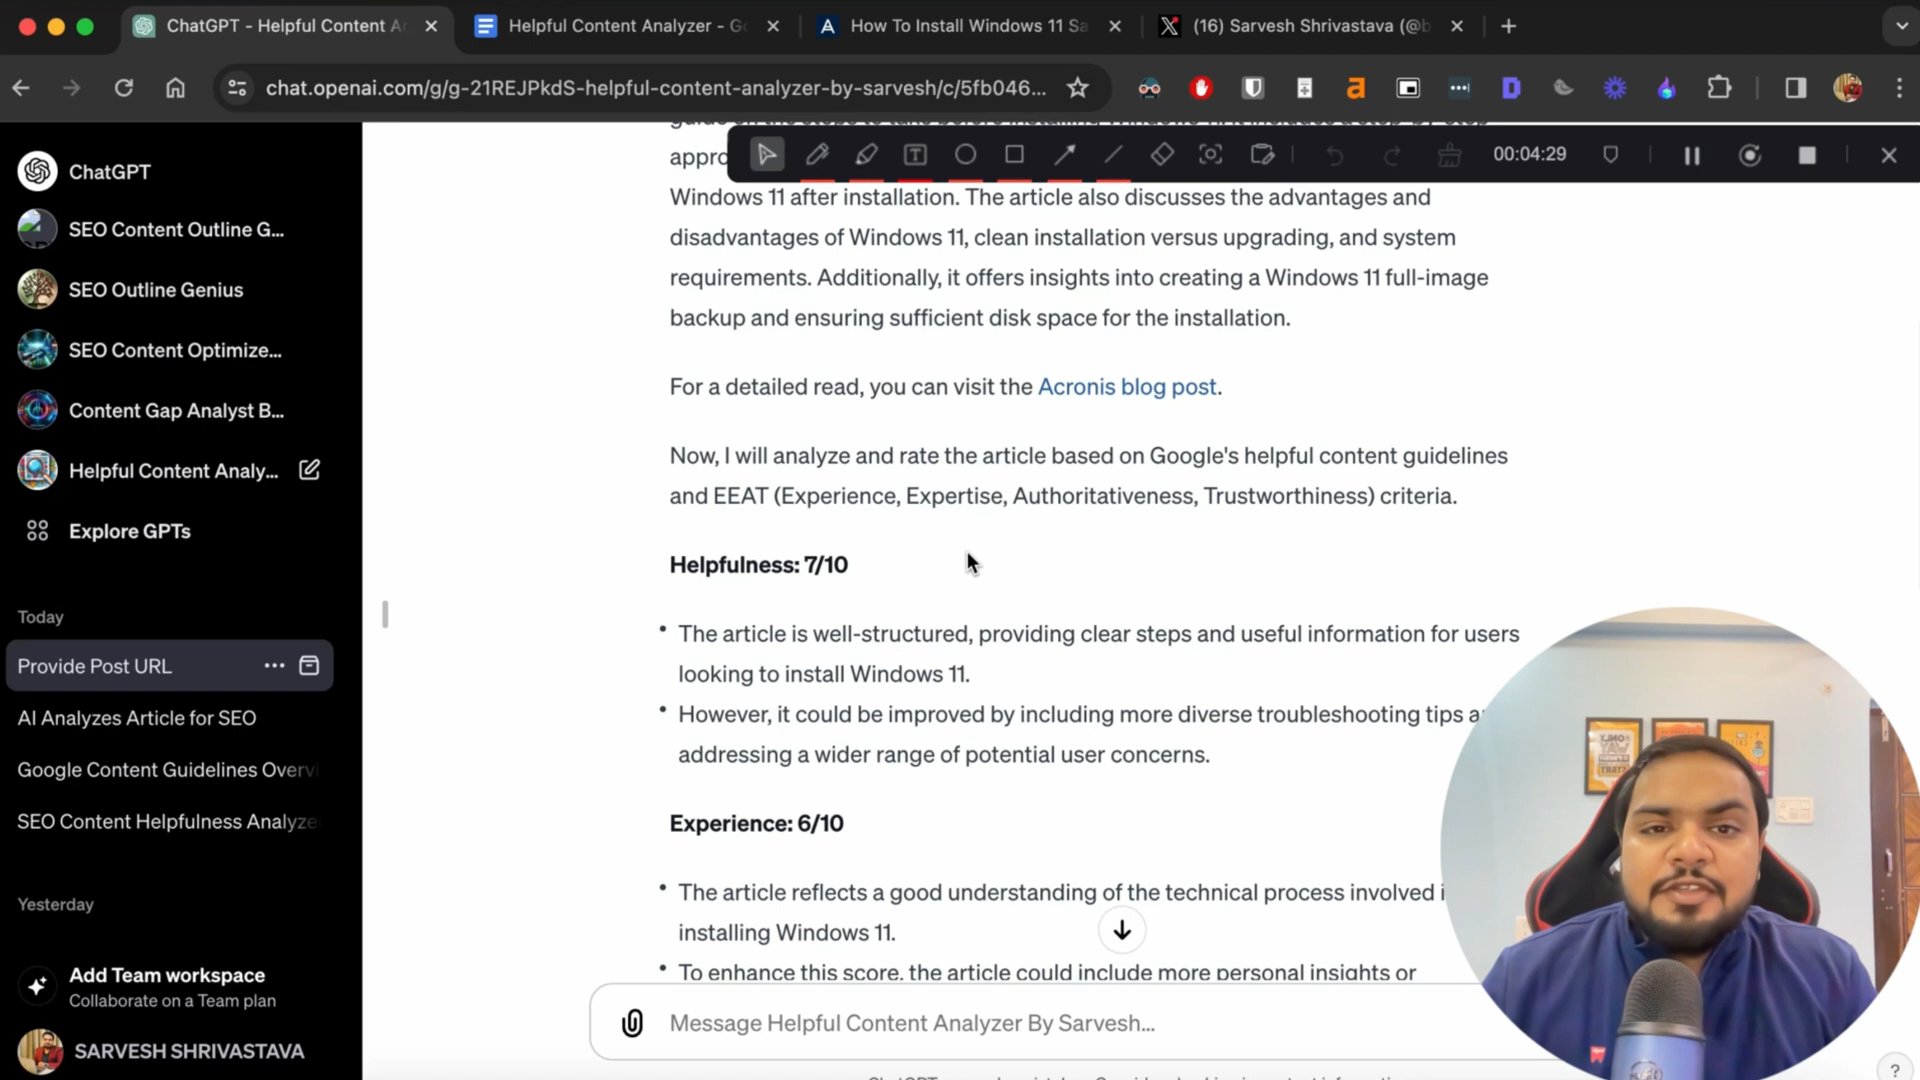 ChatGPT - Helpful Content A
Helpful Content Analyzer - Go
How To Install Windows 11 Sa
(16) Sarvesh Shrivastava (@b
chat.openai.com/g/g-21REJPkdS-helpful-content-analyzer-by-sarvesh/c/5fb046...
00:04:29
ChatGPT
SEO Content Outline G...
SEO Outline Genius
SEO Content Optimize...
Content Gap Analyst B...
Helpful Content Analy...
Explore GPTs
Today
Provide Post URL
AI Analyzes Article for SEO
Google Content Guidelines Overvi
SEO Content Helpfulness Analyze
Yesterday
Add Team workspace
Collaborate on a Team plan
SARVESH SHRIVASTAVA
appro
Windows 11 after installation. The article also discusses the advantages and
disadvantages of Windows 11, clean installation versus upgrading, and system
requirements. Additionally, it offers insights into creating a Windows 11 full-image
backup and ensuring sufficient disk space for the installation.
For a detailed read, you can visit the Acronis blog post.
Now, I will analyze and rate the article based on Google's helpful content guidelines
and EEAT (Experience, Expertise, Authoritativeness, Trustworthiness) criteria.
Helpfulness: 7/10
• The article is well-structured, providing clear steps and useful information for users
looking to install Windows 11.
• However, it could be improved by including more diverse troubleshooting tips a
addressing a wider range of potential user concerns.
Experience: 6/10
• The article reflects a good understanding of the technical process involved i
installing Windows 11.
• To enhance this score, the article could include more personal insights or
Message Helpful Content Analyzer By Sarvesh...
?